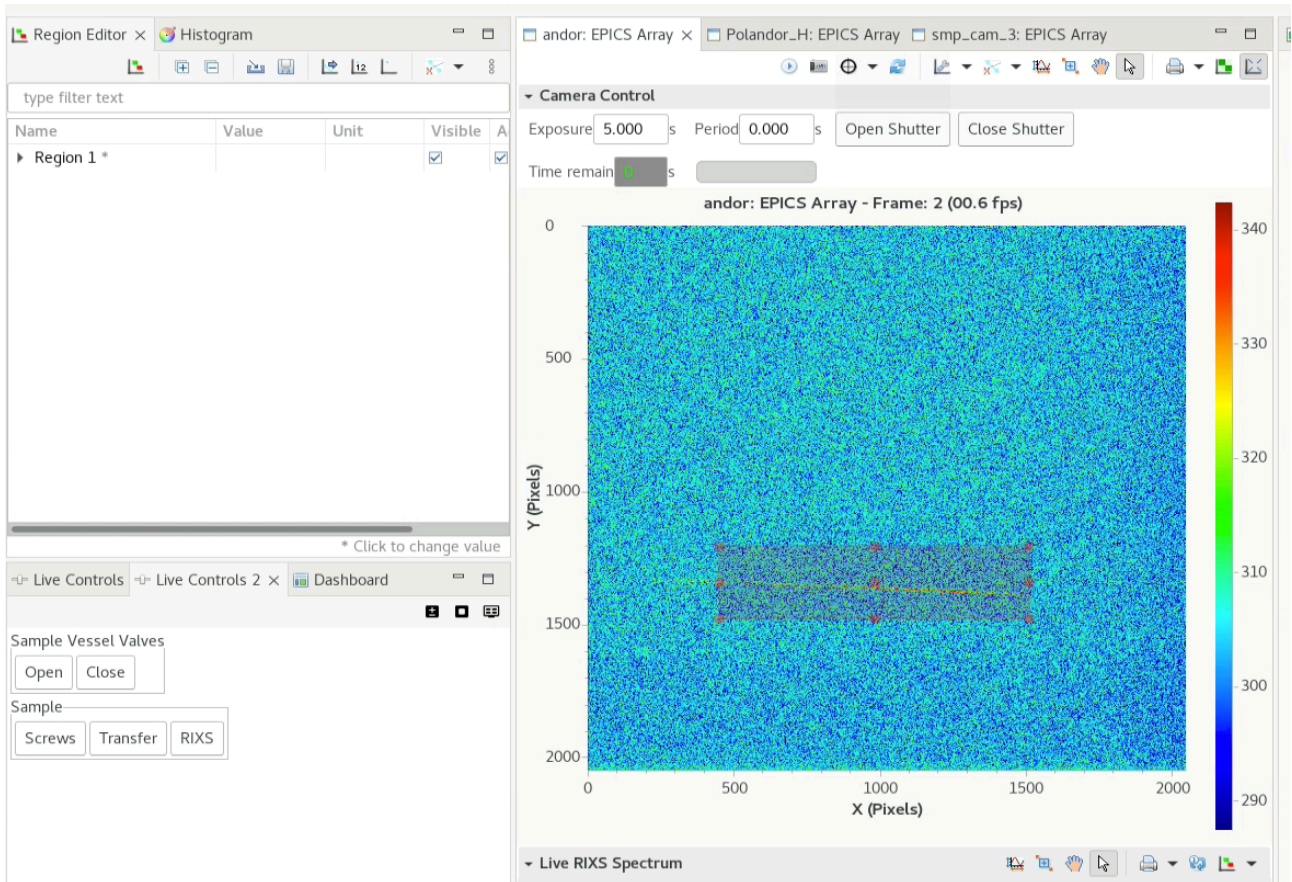 Region Editor
Histogram
type filter text
Name Value Unit Visible A
Region 1 *
* Click to change value
Live Controls
Live Controls 2
Dashboard
Sample Vessel Valves
Open Close
Sample
Screws Transfer RIXS
andor: EPICS Array
Polandor_H: EPICS Array
smp_cam_3: EPICS Array
Camera Control
Exposure 5.000 s Period 0.000 s Open Shutter Close Shutter
Time remain 0 s
andor: EPICS Array - Frame: 2 (00.6 fps)
0
500
1000
1500
2000
Y (Pixels)
0 500 1000 1500 2000
X (Pixels)
340
330
320
310
300
290
Live RIXS Spectrum